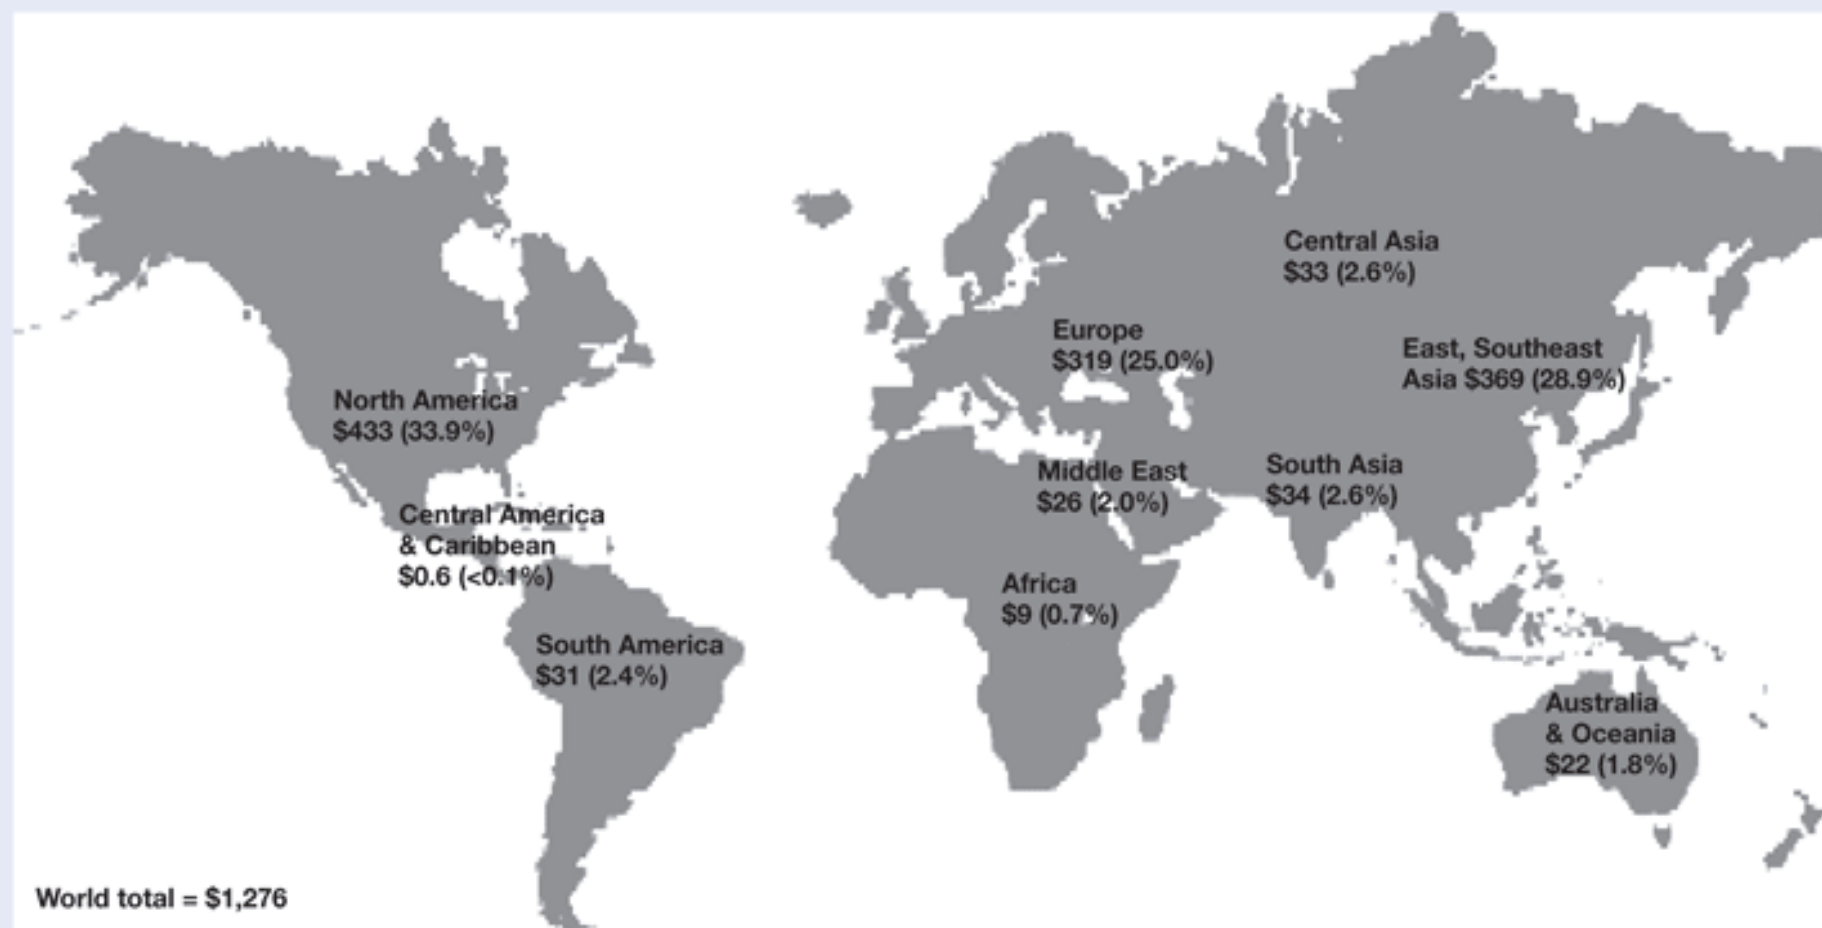 Central Asia
$33 (2.6%)
Europe
$319 (25.0%)
East, Southeast
Asia $369 (28.9%)
North America
$433 (33.9%)
Middle East
$26 (2.0%)
South Asia
$34 (2.6%)
Central America
& Caribbean
$0.6 (<0.1%)
Africa
$9 (0.7%)
South America
$31 (2.4%)
Australia
& Oceania
$22 (1.8%)
World total = $1,276